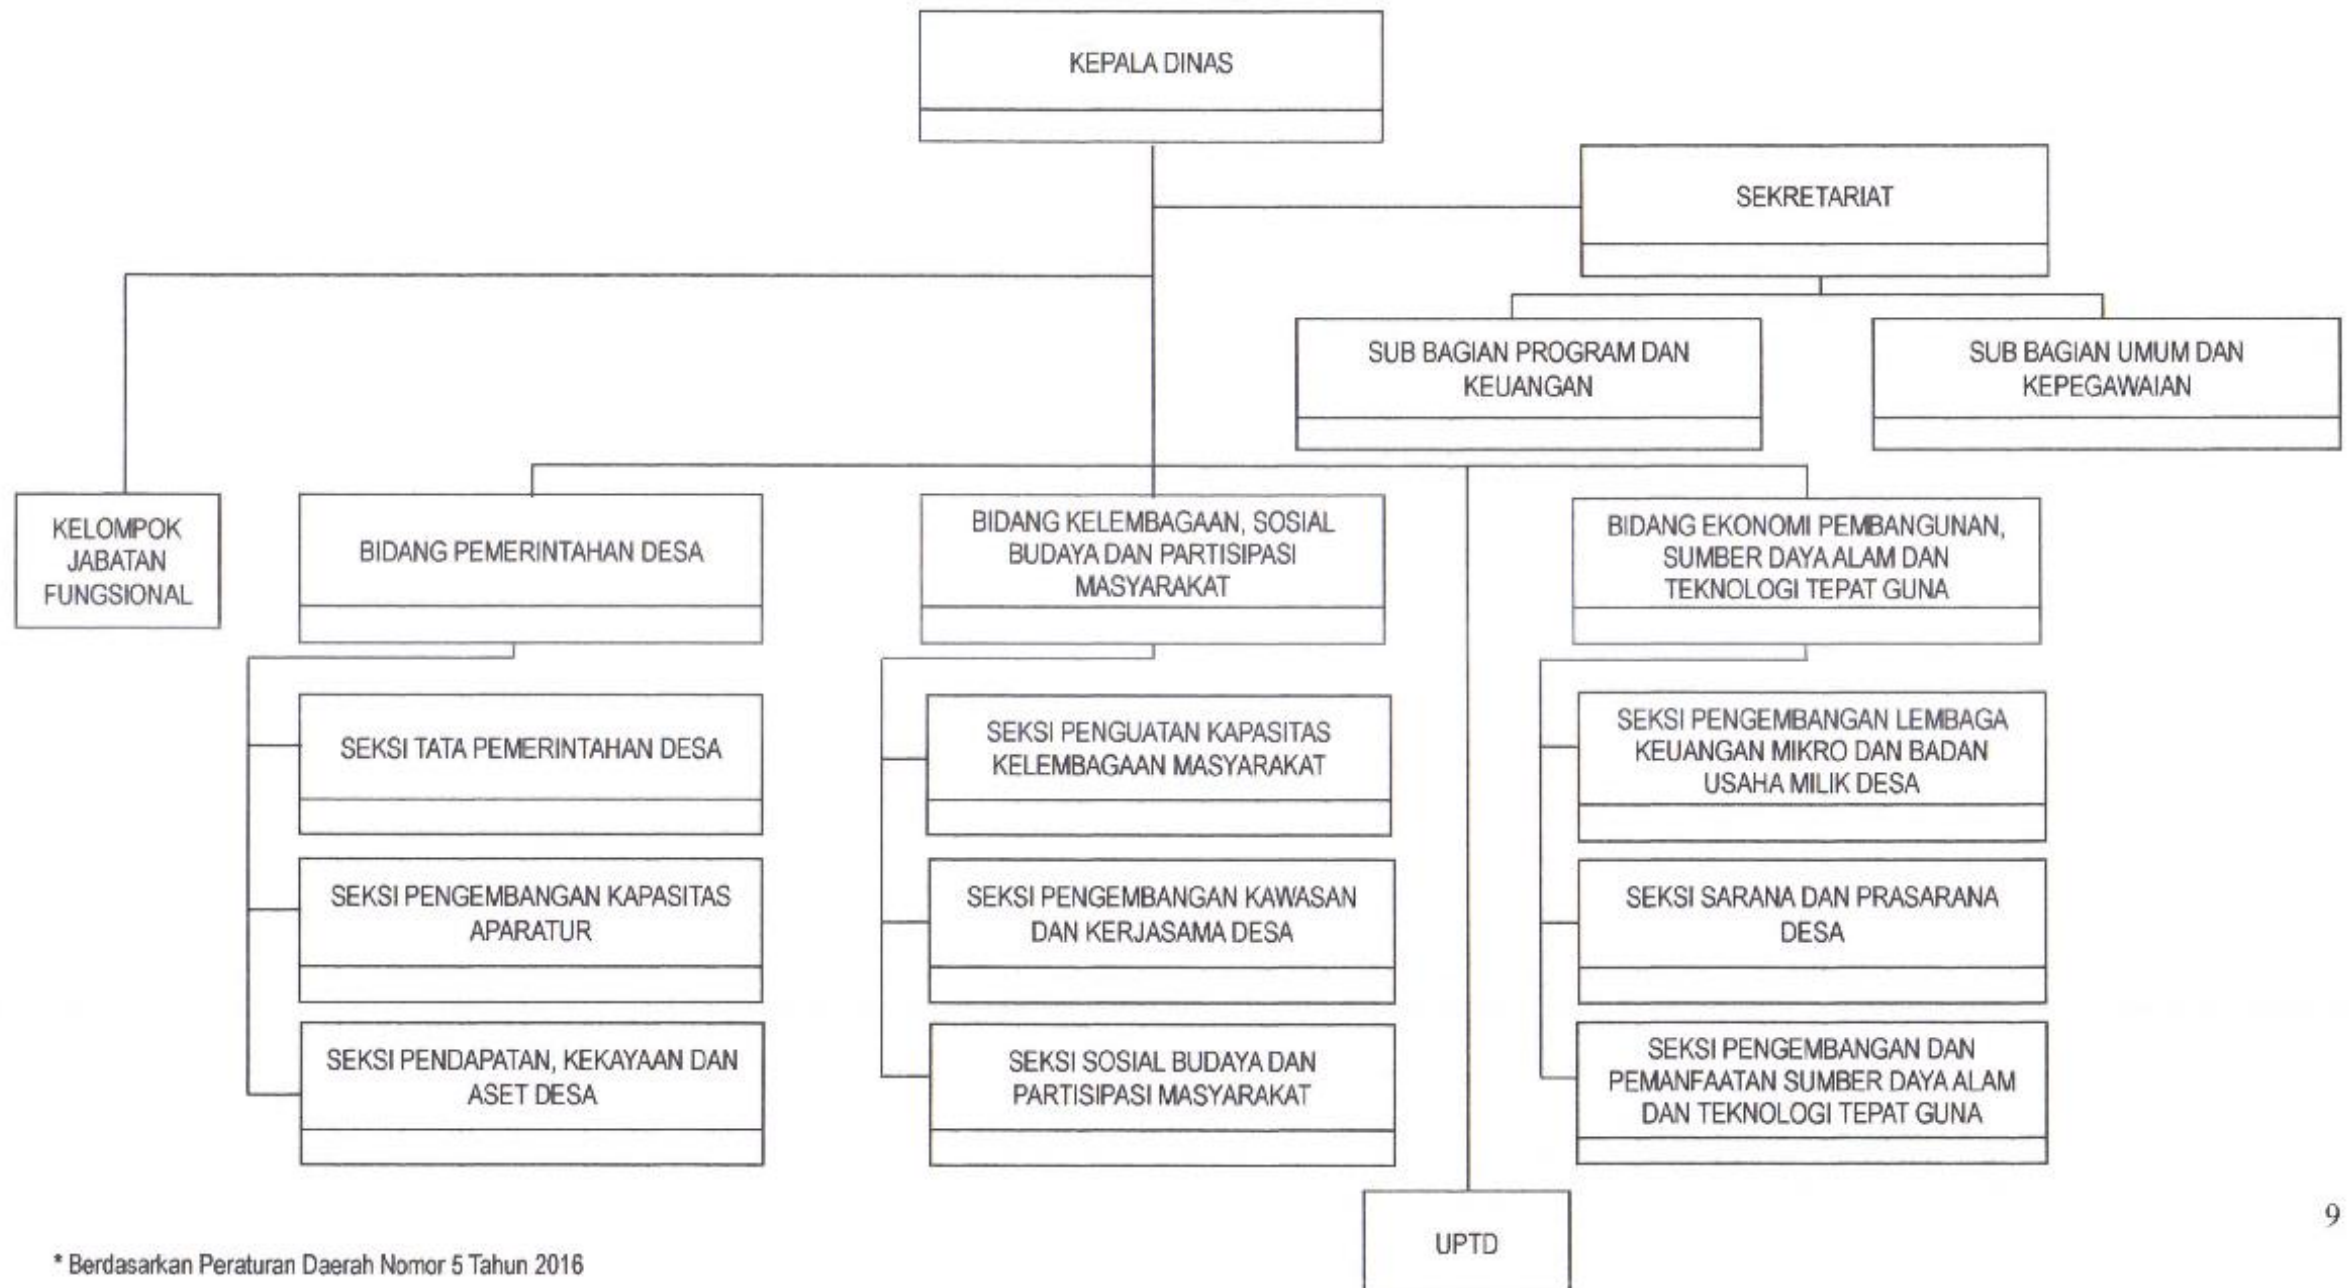 KEPALA DINAS
SEKRETARIAT
SUB BAGIAN PROGRAM DAN
KEUANGAN
SUB BAGIAN UMUM DAN
KEPEGAWAIAN
KELOMPOK
JABATAN
FUNGSIONAL
BIDANG PEMERINTAHAN DESA
BIDANG KELEMBAGAAN, SOSIAL
BUDAYA DAN PARTISIPASI
MASYARAKAT
BIDANG EKONOMI PEMBANGUNAN,
SUMBER DAYA ALAM DAN
TEKNOLOGI TEPAT GUNA
SEKSI TATA PEMERINTAHAN DESA
SEKSI PENGUATAN KAPASITAS
KELEMBAGAAN MASYARAKAT
SEKSI PENGEMBANGAN LEMBAGA
KEUANGAN MIKRO DAN BADAN
USAHA MILIK DESA
SEKSI PENGEMBANGAN KAPASITAS
APARATUR
SEKSI PENGEMBANGAN KAWASAN
DAN KERJASAMA DESA
SEKSI SARANA DAN PRASARANA
DESA
SEKSI PENDAPATAN, KEKAYAAN DAN
ASET DESA
SEKSI SOSIAL BUDAYA DAN
PARTISIPASI MASYARAKAT
SEKSI PENGEMBANGAN DAN
PEMANFAATAN SUMBER DAYA ALAM
DAN TEKNOLOGI TEPAT GUNA
UPTD
9
* Berdasarkan Peraturan Daerah Nomor 5 Tahun 2016